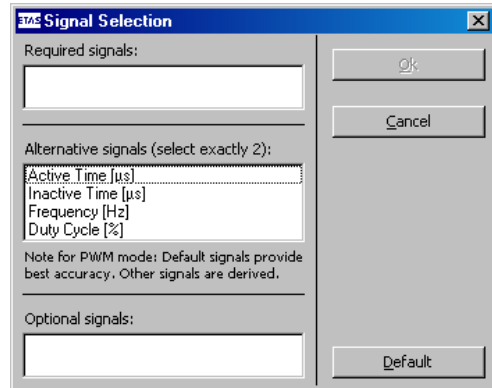 ETAS Signal Selection
Required signals:
Ok
Cancel
Alternative signals (select exactly 2):
Active Time [µs]
Inactive Time [µs]
Frequency [Hz]
Duty Cycle [%]
Note for PWM mode: Default signals provide
best accuracy. Other signals are derived.
Optional signals:
Default